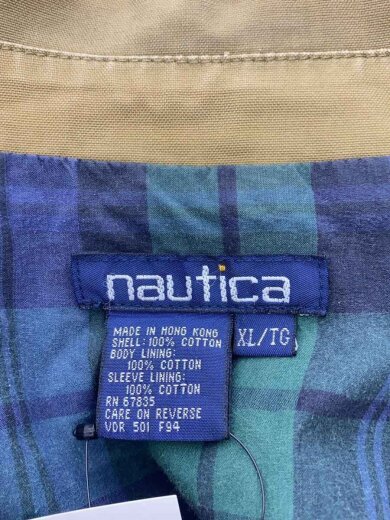 nautica
XL/TG
MADE IN HONG KONG
SHELL: 100% COTTON
BODY LINING:
100% COTTON
SLEEVE LINING:
100% COTTON
RN 67835
CARE ON REVERSE
VDR 501 F94